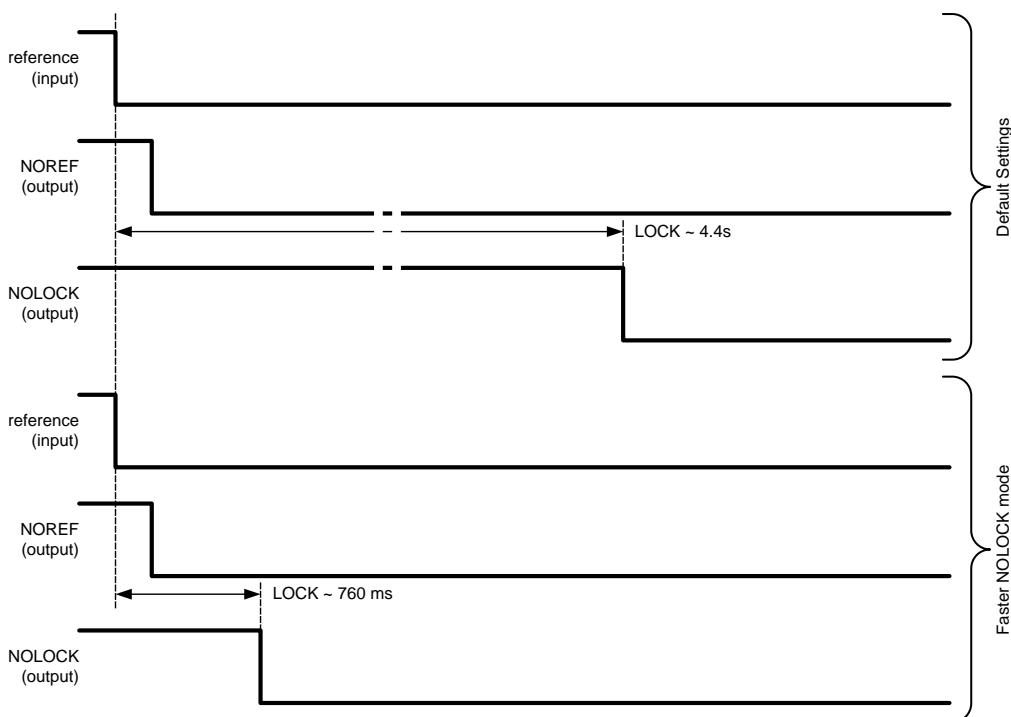 reference
(input)
NOREF
(output)
LOCK ~ 4.4s
NOLOCK
(output)
Default Settings
reference
(input)
NOREF
(output)
LOCK ~ 760 ms
NOLOCK
(output)
Faster NOLOCK mode